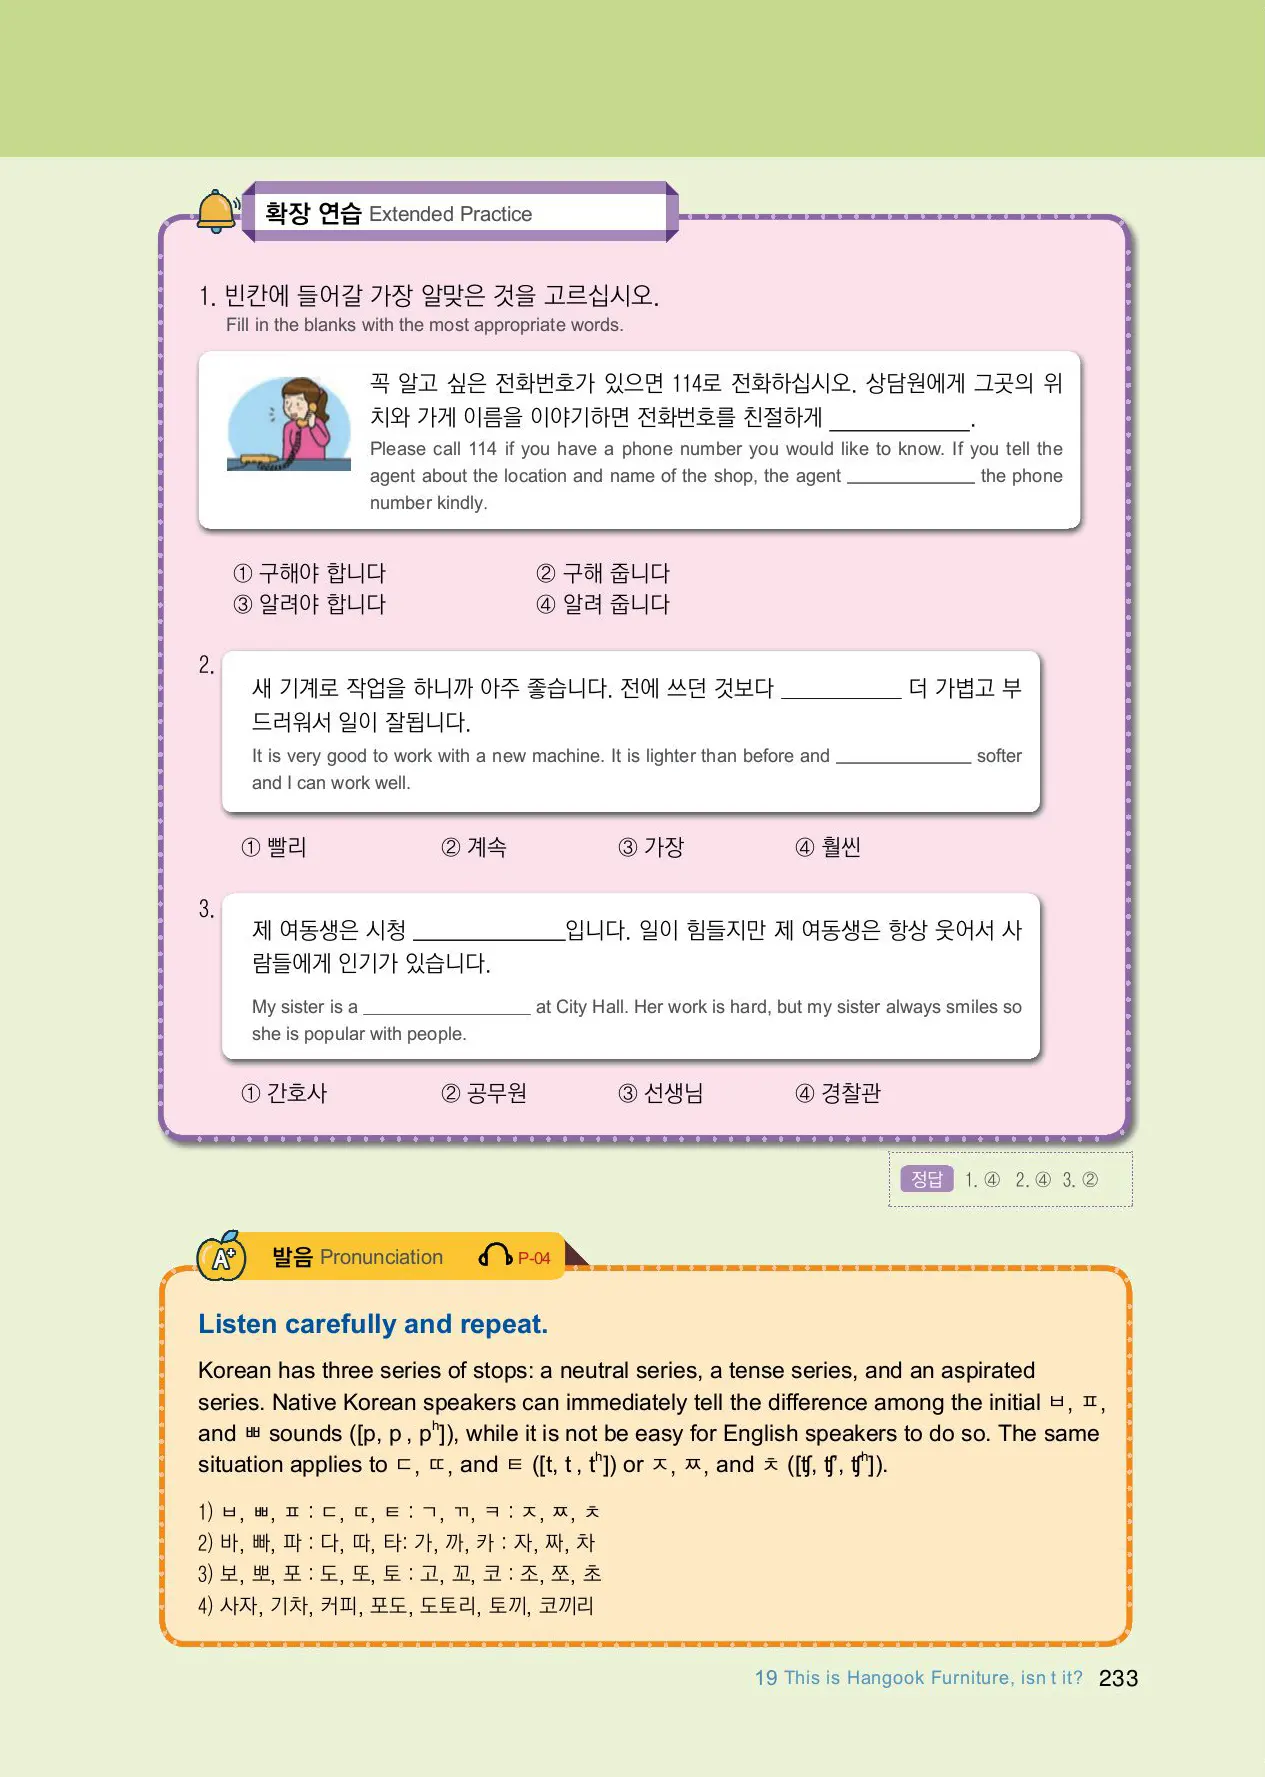 확장 연습 Extended Practice
1. 빈칸에 들어갈 가장 알맞은 것을 고르십시오.
Fill in the blanks with the most appropriate words.
꼭 알고 싶은 전화번호가 있으면 114로 전화하십시오. 상담원에게 그곳의 위
치와 가게 이름을 이야기하면 전화번호를 친절하게 ____________.
Please call 114 if you have a phone number you would like to know. If you tell the
agent about the location and name of the shop, the agent ____________ the phone
number kindly.
① 구해야 합니다 ② 구해 줍니다
③ 알려야 합니다 ④ 알려 줍니다
2.
새 기계로 작업을 하니까 아주 좋습니다. 전에 쓰던 것보다 ____________ 더 가볍고 부
드러워서 일이 잘됩니다.
It is very good to work with a new machine. It is lighter than before and ____________ softer
and I can work well.
① 빨리 ② 계속 ③ 가장 ④ 훨씬
3.
제 여동생은 시청 ____________입니다. 일이 힘들지만 제 여동생은 항상 웃어서 사
람들에게 인기가 있습니다.
My sister is a ____________ at City Hall. Her work is hard, but my sister always smiles so
she is popular with people.
① 간호사 ② 공무원 ③ 선생님 ④ 경찰관
정답 1. ④ 2. ④ 3. ②
A+ 발음 Pronunciation P-04
Listen carefully and repeat.
Korean has three series of stops: a neutral series, a tense series, and an aspirated
series. Native Korean speakers can immediately tell the difference among the initial ㅂ, ㅍ,
and ㅃ sounds ([p, p , pʰ]), while it is not be easy for English speakers to do so. The same
situation applies to ㄷ, ㄸ, and ㅌ ([t, t , tʰ]) or ㅈ, ㅉ, and ㅊ ([ʧ, ʧ', ʧʰ]).
1) ㅂ, ㅃ, ㅍ : ㄷ, ㄸ, ㅌ : ㄱ, ㄲ, ㅋ : ㅈ, ㅉ, ㅊ
2) 바, 빠, 파 : 다, 따, 타: 가, 까, 카 : 자, 짜, 차
3) 보, 뽀, 포 : 도, 또, 토 : 고, 꼬, 코 : 조, 쪼, 초
4) 사자, 기차, 커피, 포도, 도토리, 토끼, 코끼리
19 This is Hangook Furniture, isn t it? 233